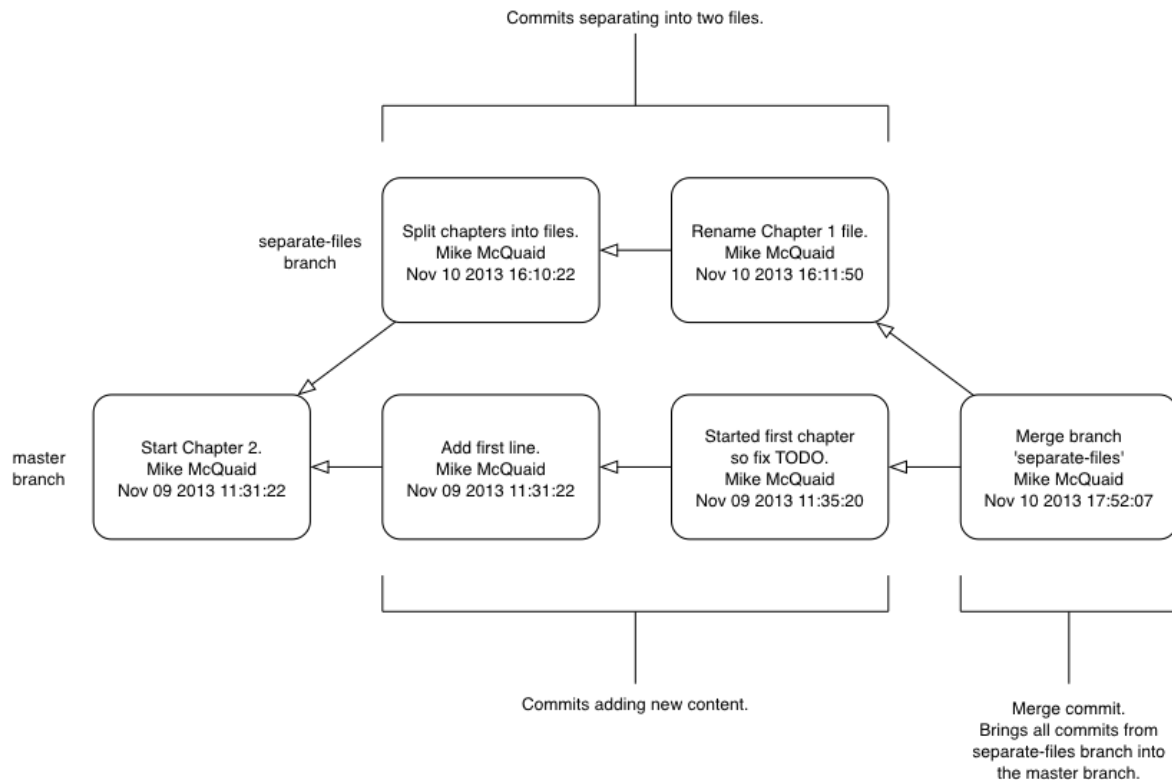 Commits separating into two files.
separate-files
branch
Split chapters into files.
Mike McQuaid
Nov 10 2013 16:10:22
Rename Chapter 1 file.
Mike McQuaid
Nov 10 2013 16:11:50
master
branch
Start Chapter 2.
Mike McQuaid
Nov 09 2013 11:31:22
Add first line.
Mike McQuaid
Nov 09 2013 11:31:22
Started first chapter
so fix TODO.
Mike McQuaid
Nov 09 2013 11:35:20
Merge branch
'separate-files'
Mike McQuaid
Nov 10 2013 17:52:07
Commits adding new content.
Merge commit.
Brings all commits from
separate-files branch into
the master branch.